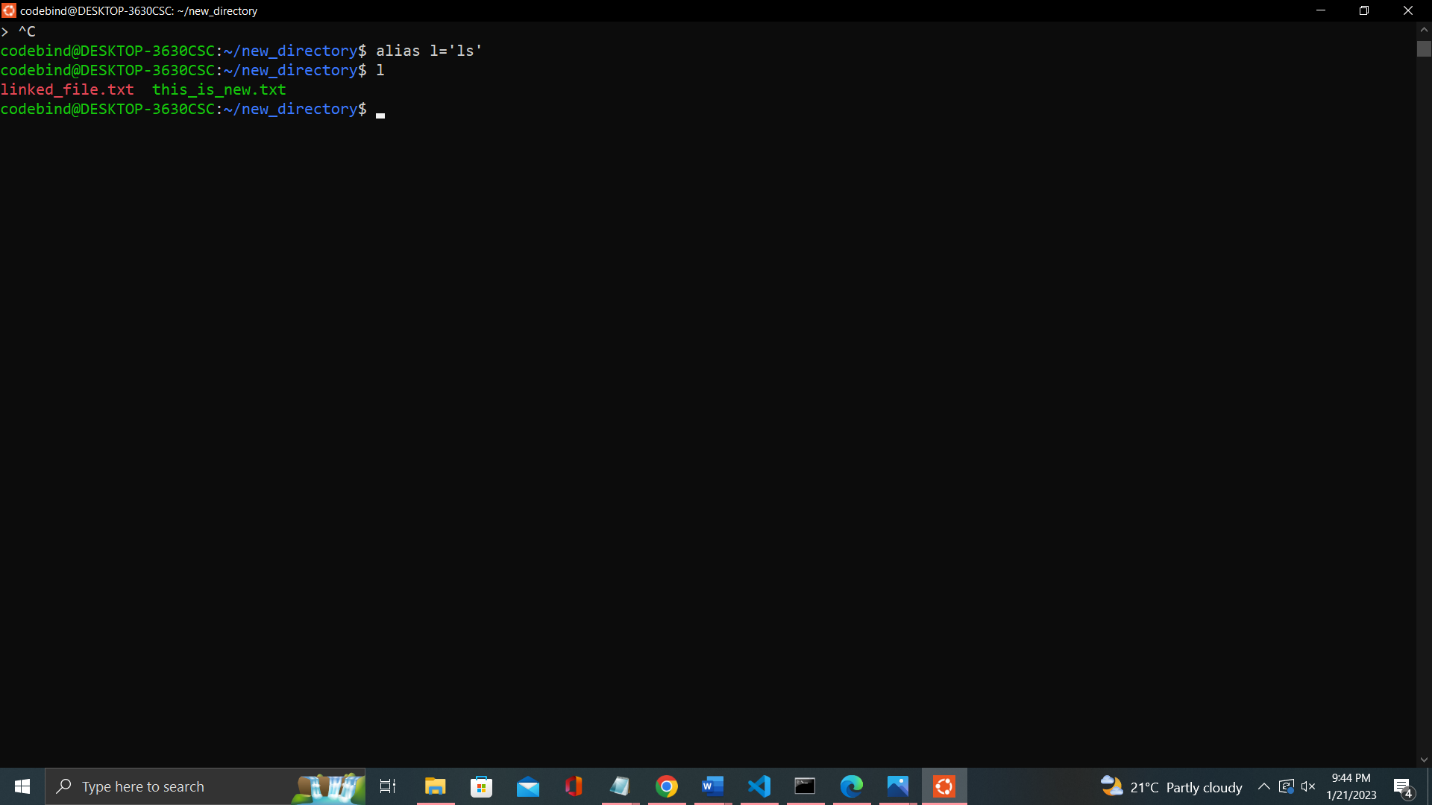 codebind@DESKTOP-3630CSC: ~/new_directory
> ^C
codebind@DESKTOP-3630CSC:~/new_directory$ alias l='ls'
codebind@DESKTOP-3630CSC:~/new_directory$ l
linked_file.txt  this_is_new.txt
codebind@DESKTOP-3630CSC:~/new_directory$
Type here to search
21°C Partly cloudy
9:44 PM
1/21/2023
4